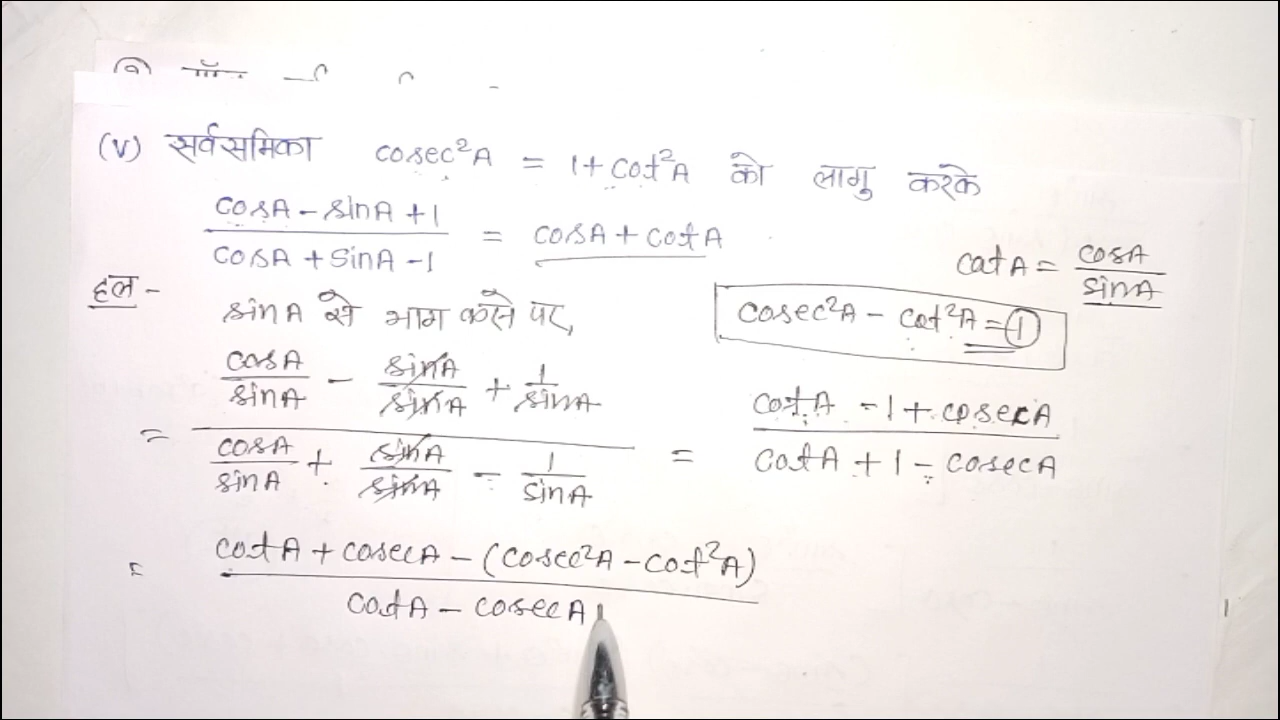 (v) सर्वसमिका cosec²A = 1 + cot²A को लागु करके
cosA - sinA + 1 / cosA + sinA - 1 = cosA + cotA
हल -
sinA से भाग करने पर,
catA = cosA / sinA
cosec²A - cot²A = 1
= cosA/sinA - sinA/sinA + 1/sinA / cosA/sinA + sinA/sinA - 1/sinA = cotA - 1 + cosecA / cotA + 1 - cosecA
= cotA + cosecA - (cosec²A - cot²A) / cotA - cosecA